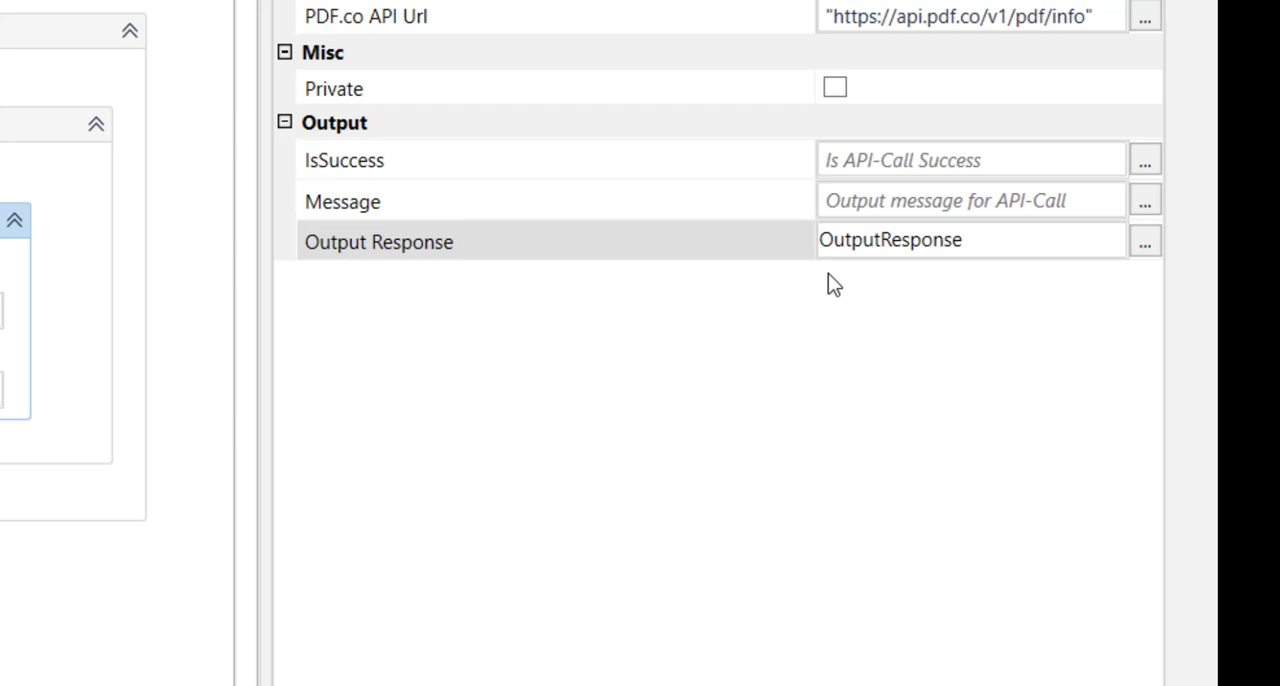 PDF.co API Url "https://api.pdf.co/v1/pdf/info" ...
Misc
Private
Output
IsSuccess Is API-Call Success ...
Message Output message for API-Call ...
Output Response OutputResponse ...